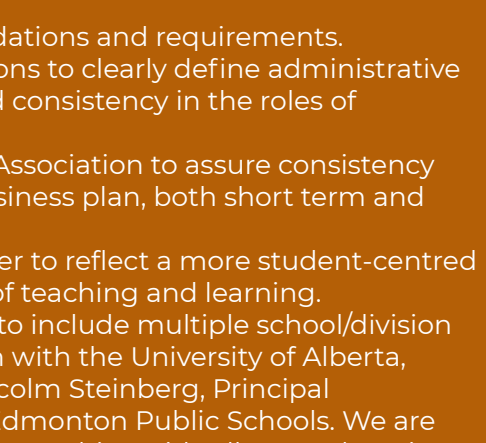 dations and requirements.
ons to clearly define administrative
d consistency in the roles of
Association to assure consistency
siness plan, both short term and
er to reflect a more student-centred
of teaching and learning.
to include multiple school/division
n with the University of Alberta,
colm Steinberg, Principal
Edmonton Public Schools. We are